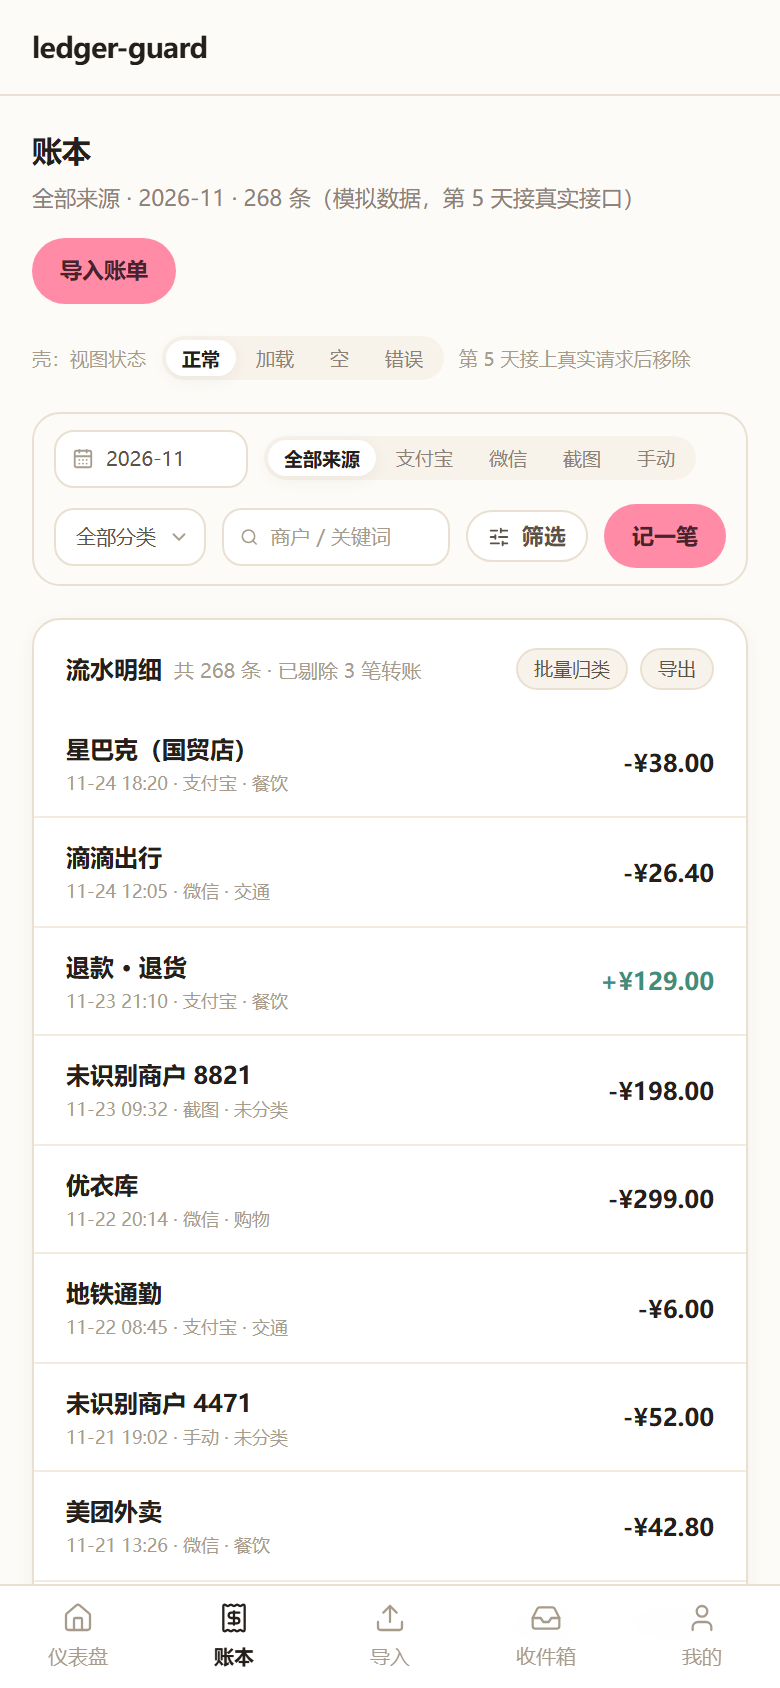 ledger-guard
账本
全部来源 · 2026-11 · 268 条（模拟数据，第 5 天接真实接口）
导入账单
壳：视图状态 正常 加载 空 错误 第 5 天接上真实请求后移除
2026-11 全部来源 支付宝 微信 截图 手动
全部分类 商户 / 关键词 筛选 记一笔
流水明细 共 268 条 · 已剔除 3 笔转账 批量归类 导出
星巴克（国贸店） -¥38.00
11-24 18:20 · 支付宝 · 餐饮
滴滴出行 -¥26.40
11-24 12:05 · 微信 · 交通
退款 • 退货 +¥129.00
11-23 21:10 · 支付宝 · 餐饮
未识别商户 8821 -¥198.00
11-23 09:32 · 截图 · 未分类
优衣库 -¥299.00
11-22 20:14 · 微信 · 购物
地铁通勤 -¥6.00
11-22 08:45 · 支付宝 · 交通
未识别商户 4471 -¥52.00
11-21 19:02 · 手动 · 未分类
美团外卖 -¥42.80
11-21 13:26 · 微信 · 餐饮
仪表盘 账本 导入 收件箱 我的